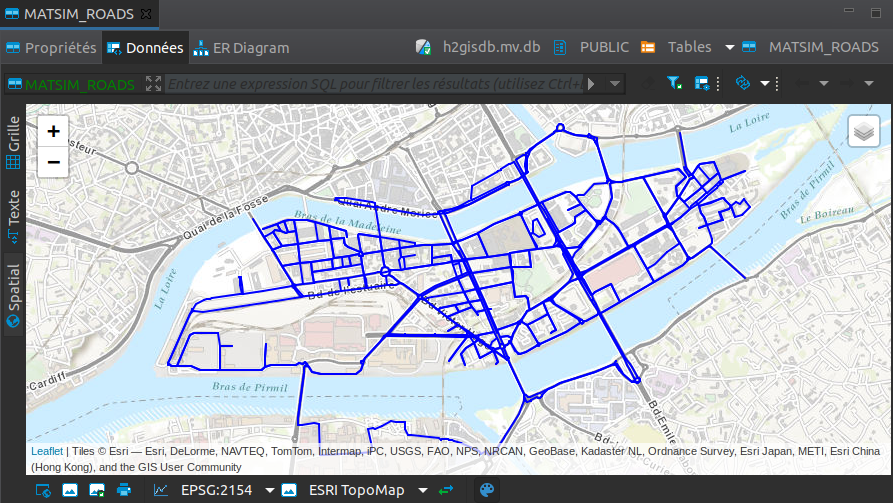 MATSIM_ROADS
Propriétés Données ER Diagram h2gisdb.mv.db PUBLIC Tables MATSIM_ROADS
MATSIM_ROADS Entrez une expression SQL pour filtrer les résultats (utilisez Ctrl+
Grille
Texte
Spatial
+
−
Quai de la Fosse
Quai André Morice
Bras de la Madeleine
La Loire
La Loire
Bras de Pirmil
Le Boireau
Bd de l'estuaire
Cardiff
Bras de Pirmil
Bd Emile
Leaflet | Tiles © Esri — Esri, DeLorme, NAVTEQ, TomTom, Intermap, iPC, USGS, FAO, NPS, NRCAN, GeoBase, Kadaster NL, Ordnance Survey, Esri Japan, METI, Esri China
(Hong Kong), and the GIS User Community
EPSG:2154 ESRI TopoMap